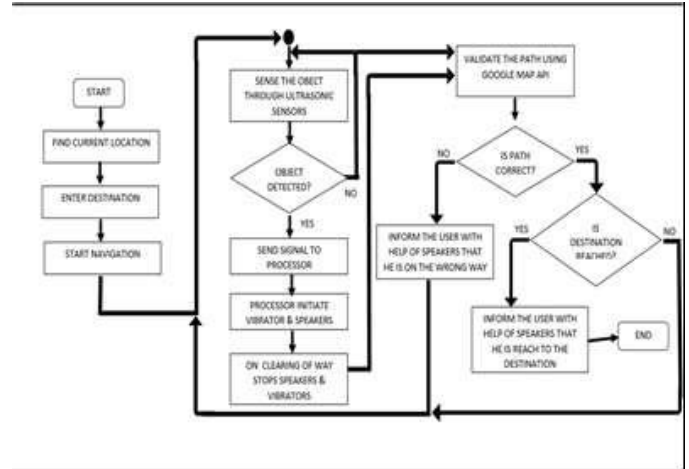 START
FIND CURRENT LOCATION
ENTER DESTINATION
START NAVIGATION
SENSE THE OBECT
THROUGH ULTRASONIC
SENSORS
OBJECT
DETECTED?
NO
YES
SEND SIGNAL TO
PROCESSOR
PROCESSOR INITIATE
VIBRATOR & SPEAKERS
ON CLEARING OF WAY
STOPS SPEAKERS &
VIBRATORS
VALIDATE THE PATH USING
GOOGLE MAP API
IS PATH
CORRECT?
NO
YES
INFORM THE USER WITH
HELP OF SPEAKERS THAT
HE IS ON THE WRONG WAY
IS
DESTINATION
REACHED?
YES
NO
INFORM THE USER WITH
HELP OF SPEAKERS THAT
HE IS REACH TO THE
DESTINATION
END